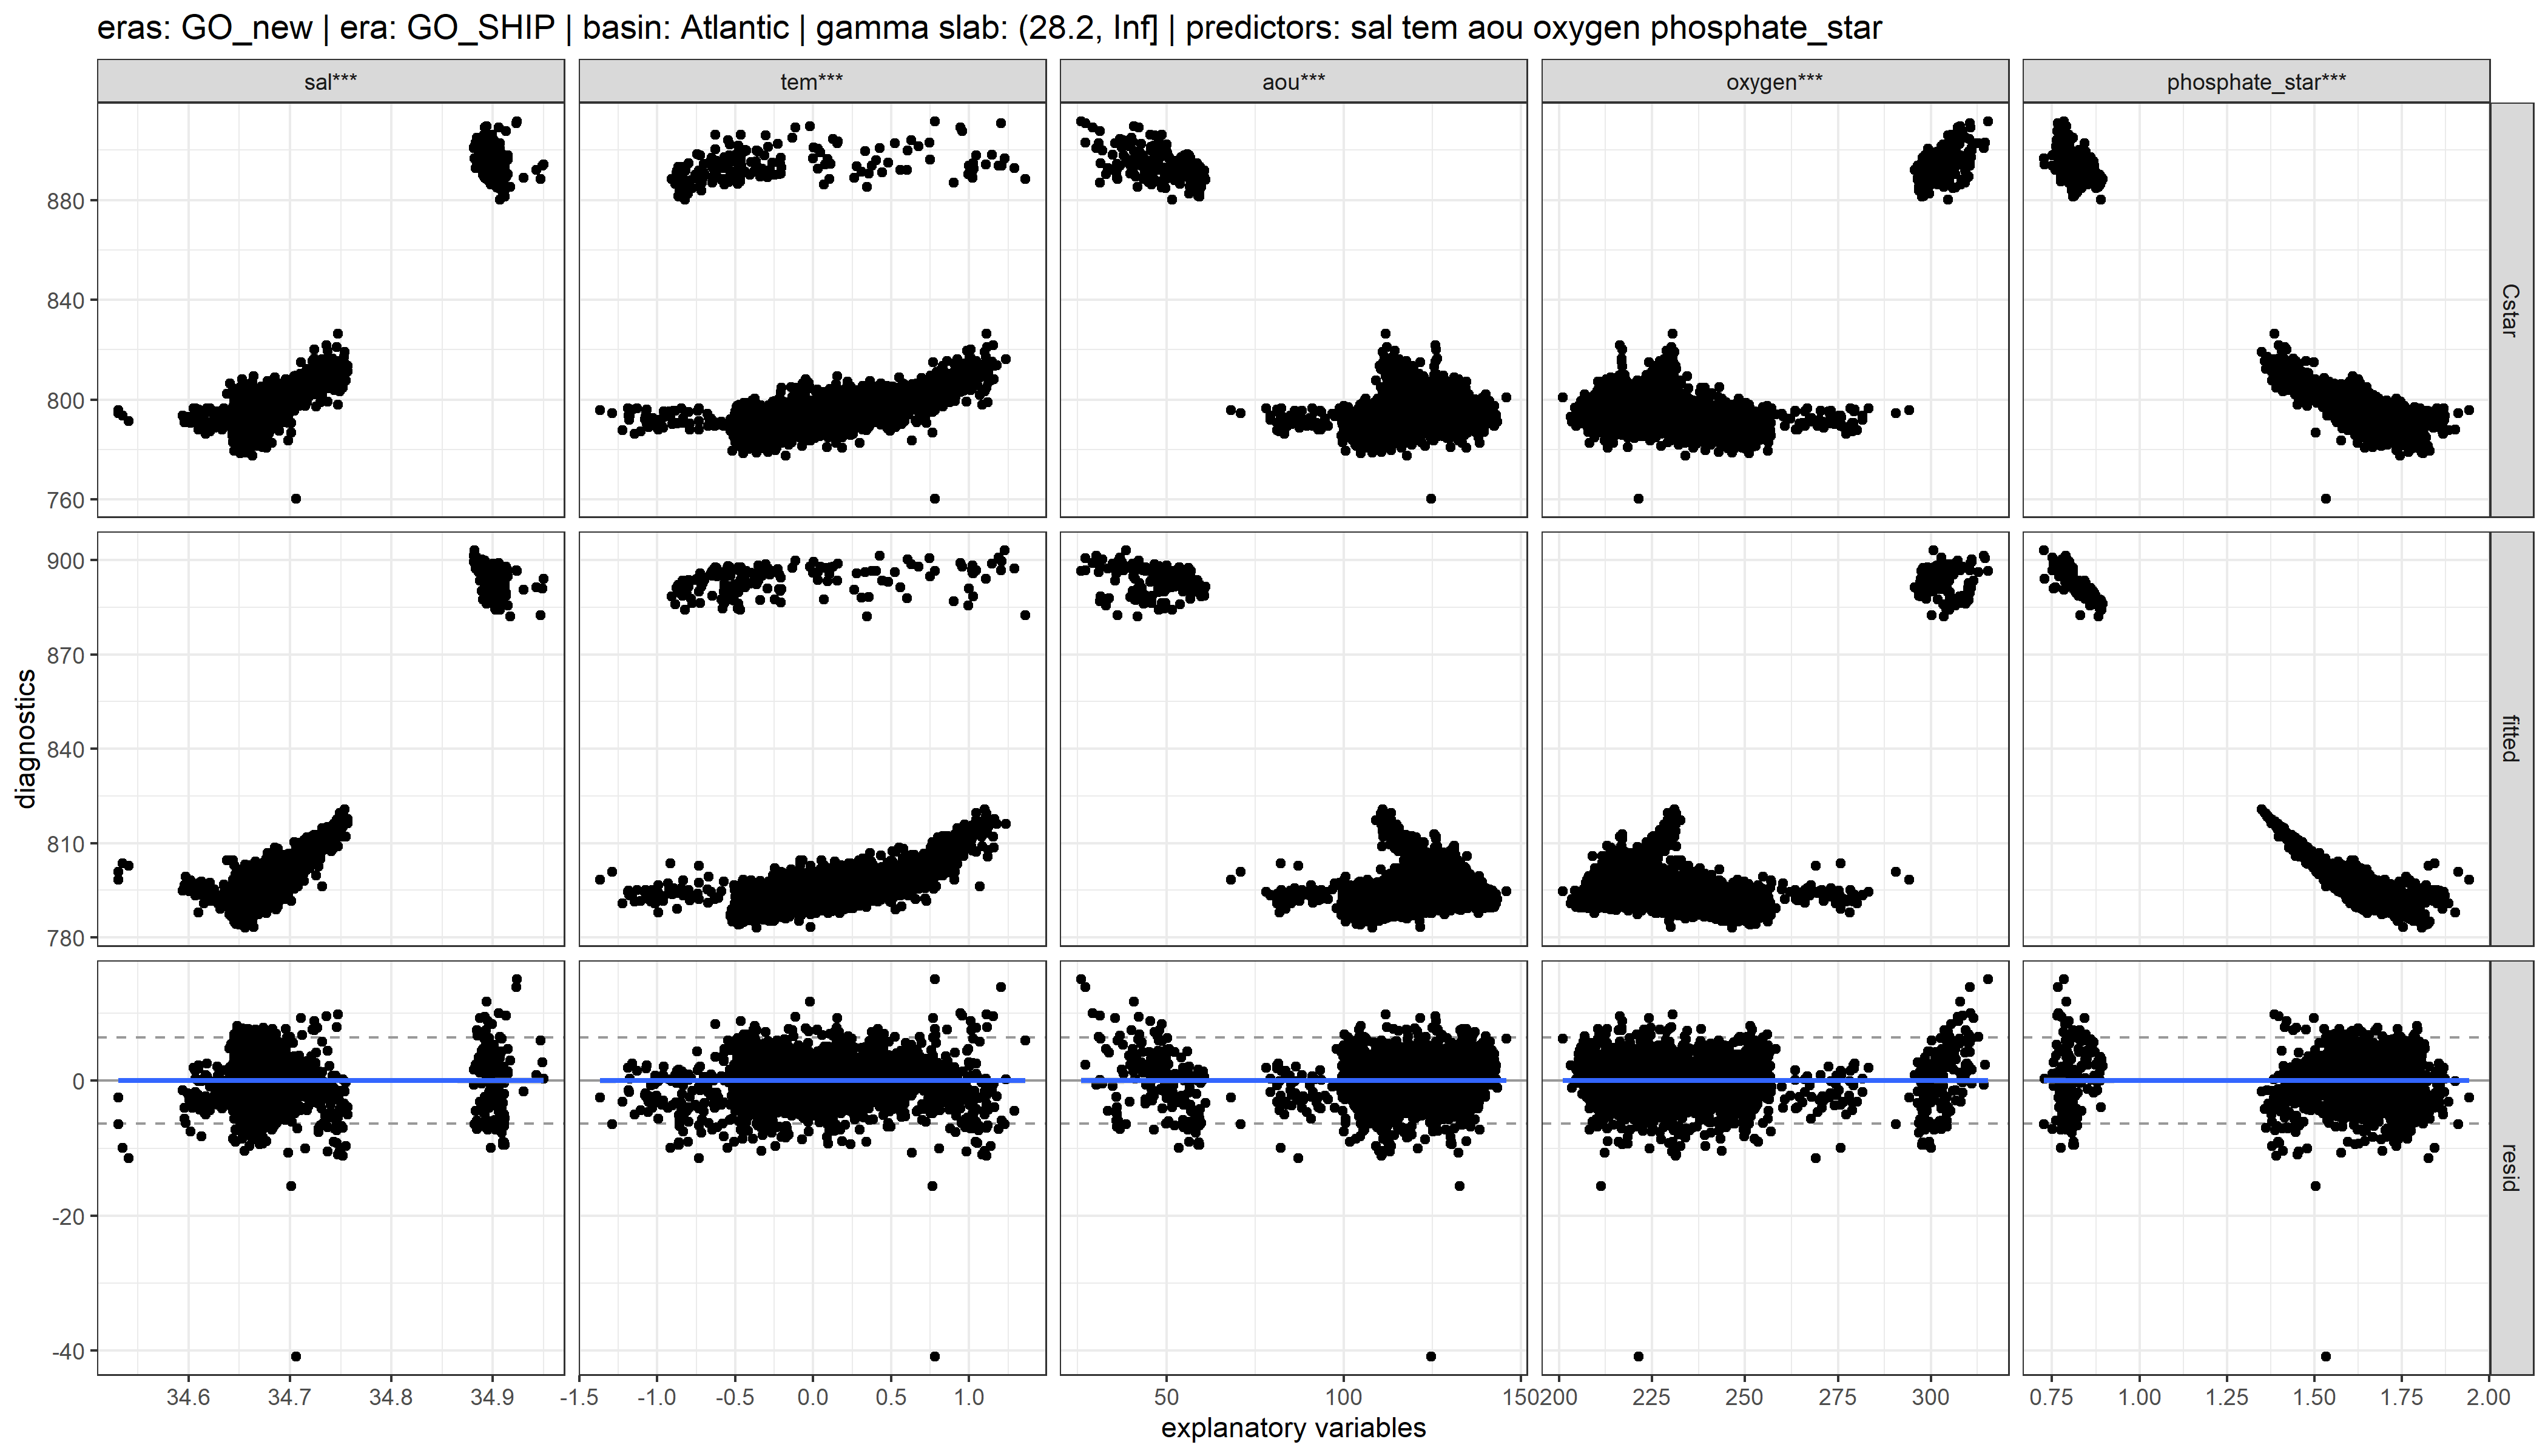 eras: GO_new | era: GO_SHIP | basin: Atlantic | gamma slab: (28.2, Inf] | predictors: sal tem aou oxygen phosphate_star
sal*** tem*** aou*** oxygen*** phosphate_star***
880
840
800
760
Cstar
900
870
840
810
780
fitted
diagnostics
0
-20
-40
resid
34.6 34.7 34.8 34.9 -1.5 -1.0 -0.5 0.0 0.5 1.0 50 100 150 200 225 250 275 300 0.75 1.00 1.25 1.50 1.75 2.00
explanatory variables